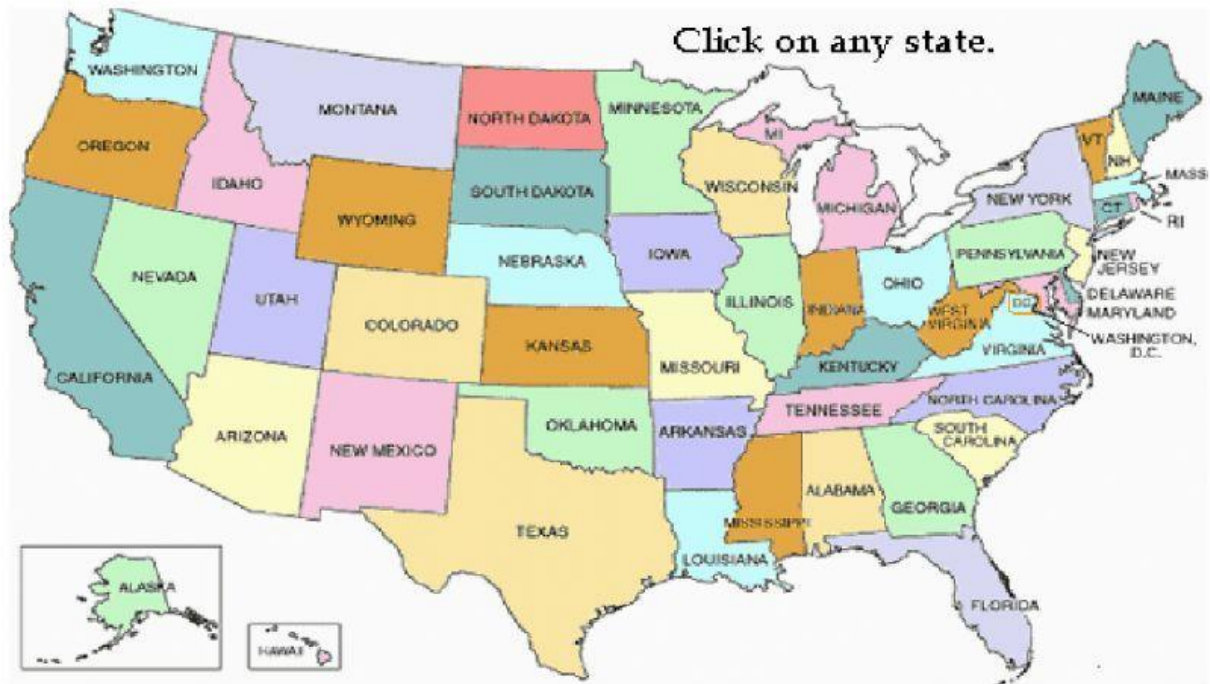 Click on any state.
WASHINGTON
MONTANA
NORTH DAKOTA
MINNESOTA
MAINE
OREGON
IDAHO
SOUTH DAKOTA
WISCONSIN
MI
MICHIGAN
VT
NH
MASS
NEW YORK
CT
RI
WYOMING
NEBRASKA
IOWA
PENNSYLVANIA
NEW
JERSEY
NEVADA
UTAH
COLORADO
ILLINOIS
INDIANA
OHIO
DELAWARE
MARYLAND
WASHINGTON,
D.C.
DC
WEST
VIRGINIA
VIRGINIA
CALIFORNIA
KANSAS
MISSOURI
KENTUCKY
ARIZONA
NEW MEXICO
OKLAHOMA
ARKANSAS
TENNESSEE
NORTH CAROLINA
SOUTH
CAROLINA
TEXAS
LOUISIANA
MISSISSIPPI
ALABAMA
GEORGIA
FLORIDA
ALASKA
HAWAII